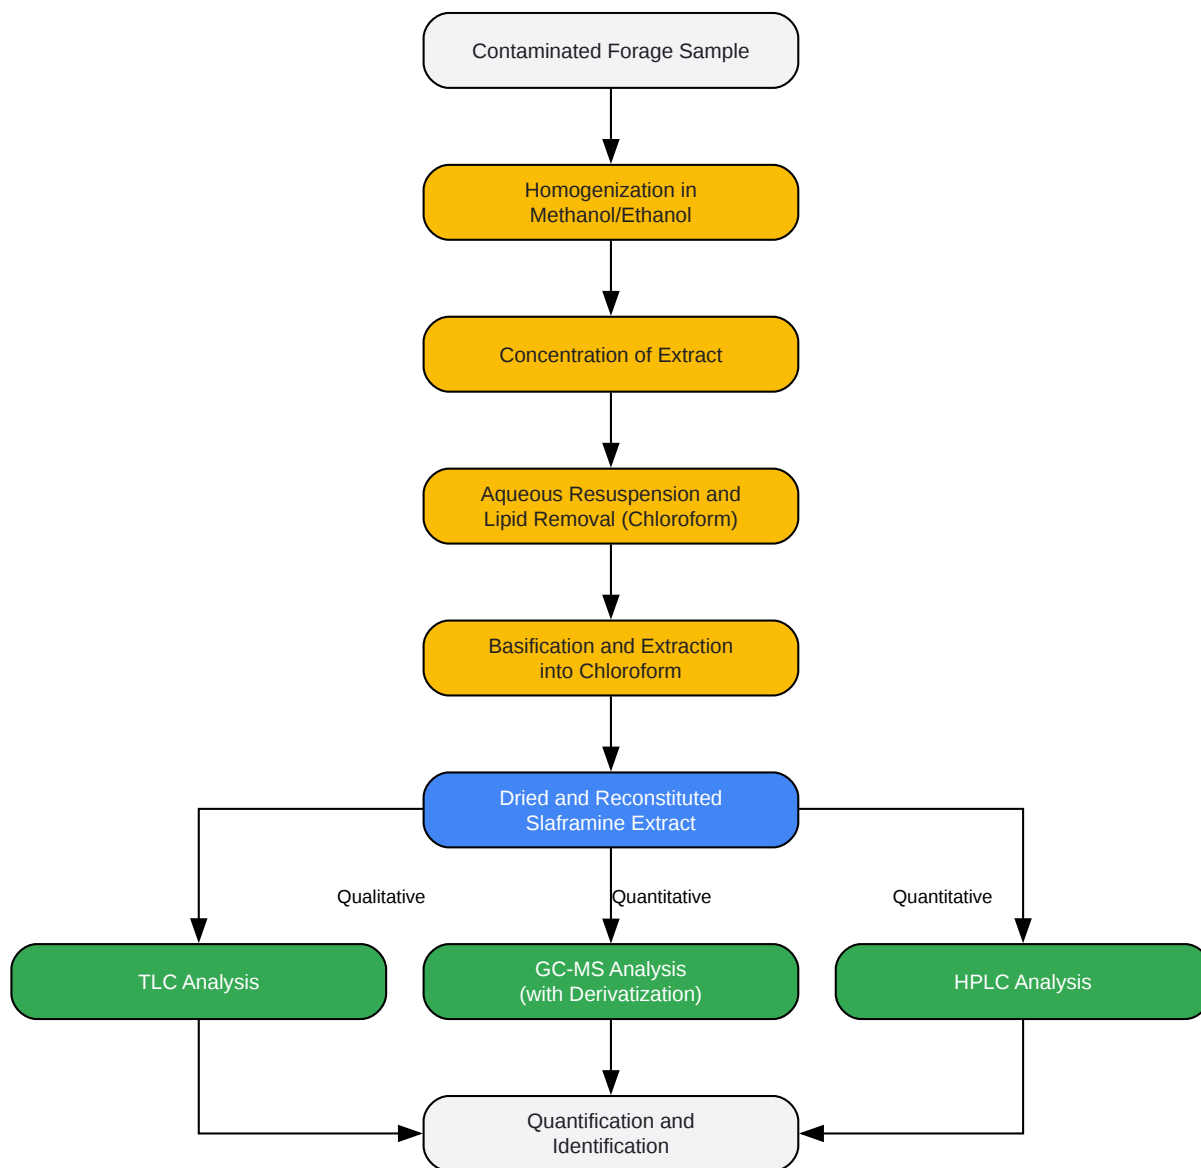 Contaminated Forage Sample
Homogenization in
Methanol/Ethanol
Concentration of Extract
Aqueous Resuspension and
Lipid Removal (Chloroform)
Basification and Extraction
into Chloroform
Dried and Reconstituted
Slaframine Extract
Qualitative
Quantitative
Quantitative
TLC Analysis
GC-MS Analysis
(with Derivatization)
HPLC Analysis
Quantification and
Identification